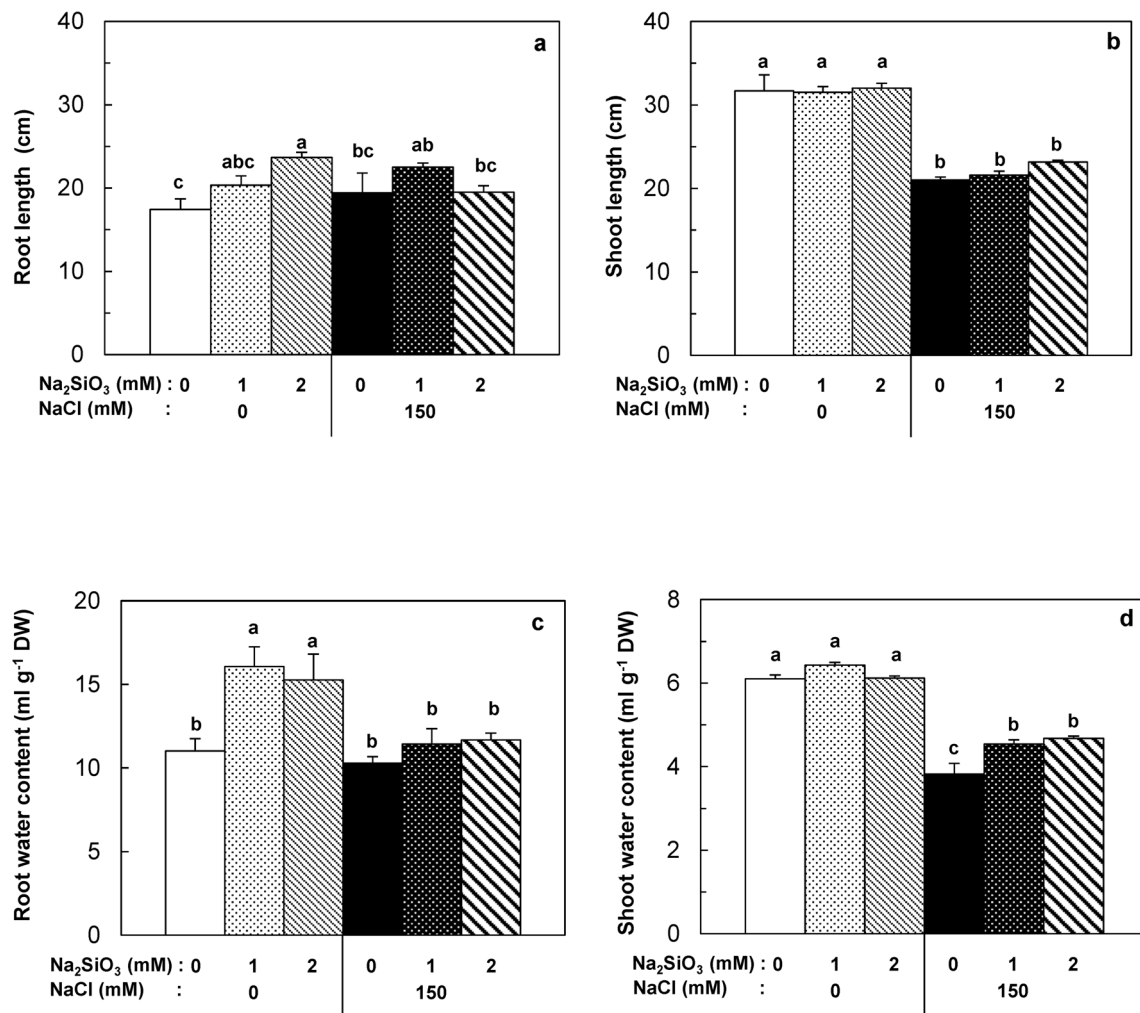 a
Root length (cm)
40
30
20
10
0
c
abc
a
bc
ab
bc
Na₂SiO₃ (mM) : 0 1 2 0 1 2
NaCl (mM) : 0 150
b
Shoot length (cm)
40
30
20
10
0
a
a
a
b
b
b
Na₂SiO₃ (mM) : 0 1 2 0 1 2
NaCl (mM) : 0 150
c
Root water content (ml g⁻¹ DW)
20
15
10
5
0
b
a
a
b
b
b
Na₂SiO₃ (mM) : 0 1 2 0 1 2
NaCl (mM) : 0 150
d
Shoot water content (ml g⁻¹ DW)
8
6
4
2
0
a
a
a
c
b
b
Na₂SiO₃ (mM) : 0 1 2 0 1 2
NaCl (mM) : 0 150